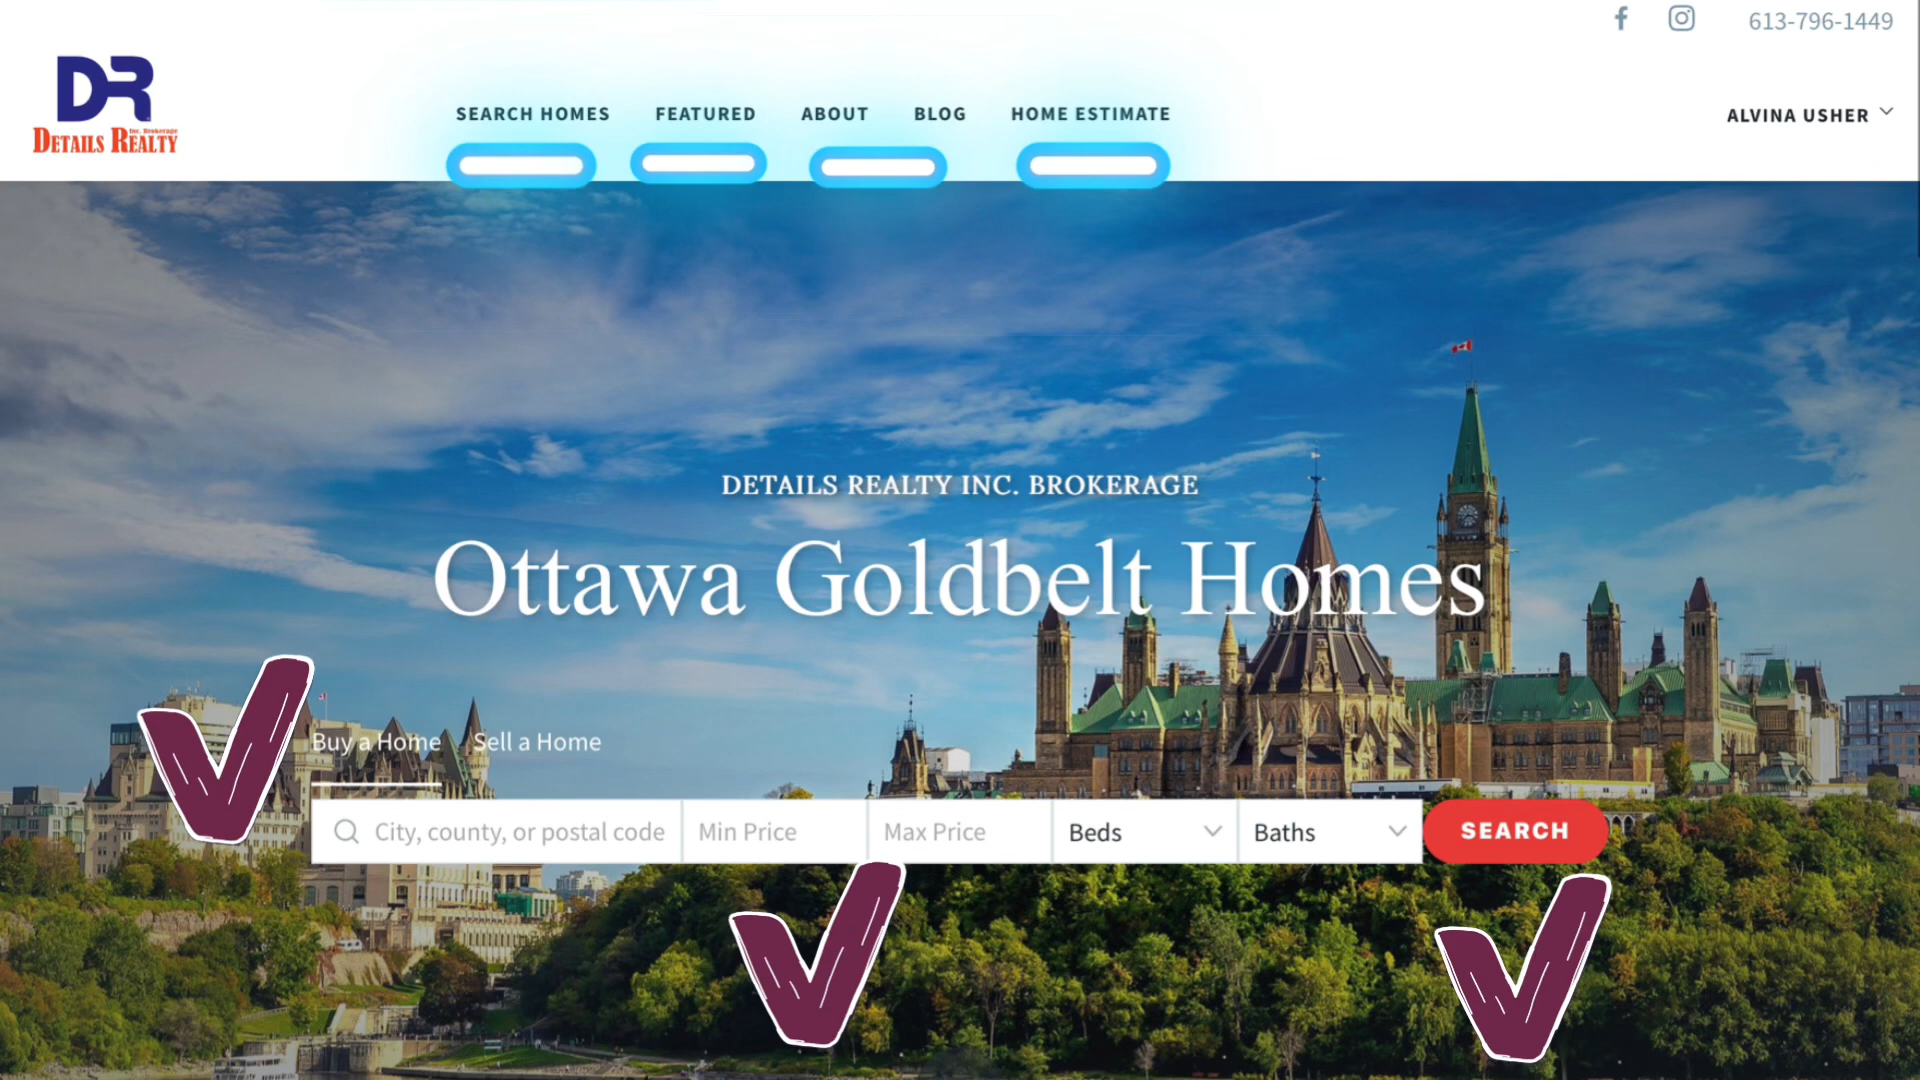 613-796-1449
DR
DETAILS REALTY
Inc. Brokerage
SEARCH HOMES FEATURED ABOUT BLOG HOME ESTIMATE
ALVINA USHER
DETAILS REALTY INC. BROKERAGE
Ottawa Goldbelt Homes
Buy a Home Sell a Home
City, county, or postal code Min Price Max Price Beds Baths SEARCH